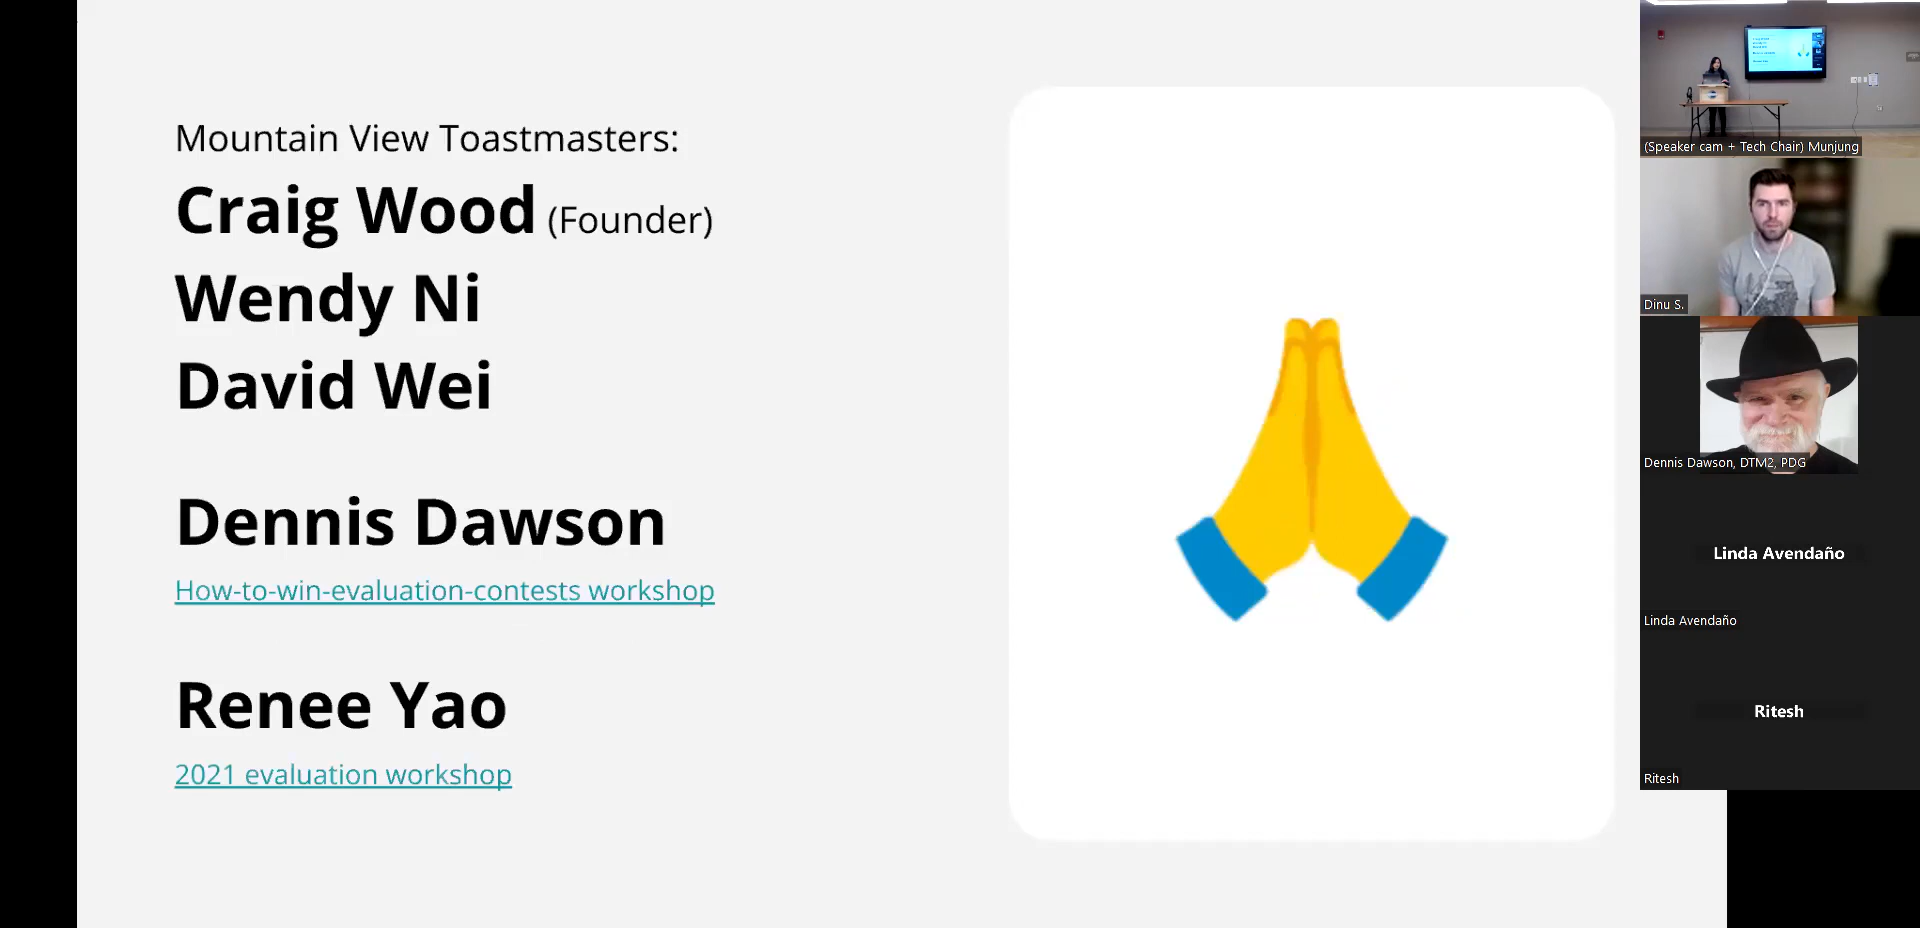 Mountain View Toastmasters:
Craig Wood (Founder)
Wendy Ni
David Wei
Dennis Dawson
How-to-win-evaluation-contests workshop
Renee Yao
2021 evaluation workshop
(Speaker cam + Tech Chair) Munjung
Dinu S.
Dennis Dawson, DTM2, PDG
Linda Avendaño
Linda Avendaño
Ritesh
Ritesh